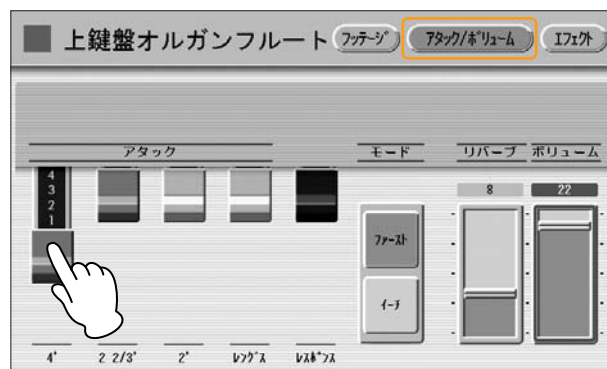 上鍵盤オルガンフルート ﾌｯﾃｰｼﾞ ｱﾀｯｸ/ﾎﾞﾘｭｰﾑ ｴﾌｪｸﾄ
アタック モード リバーブ ボリューム
4
3
2
1
8 22
ﾌｧｰｽﾄ
ｲｰﾁ
4' 2 2/3' 2' ﾚﾝｸﾞｽ ﾚｽﾎﾟﾝｽ